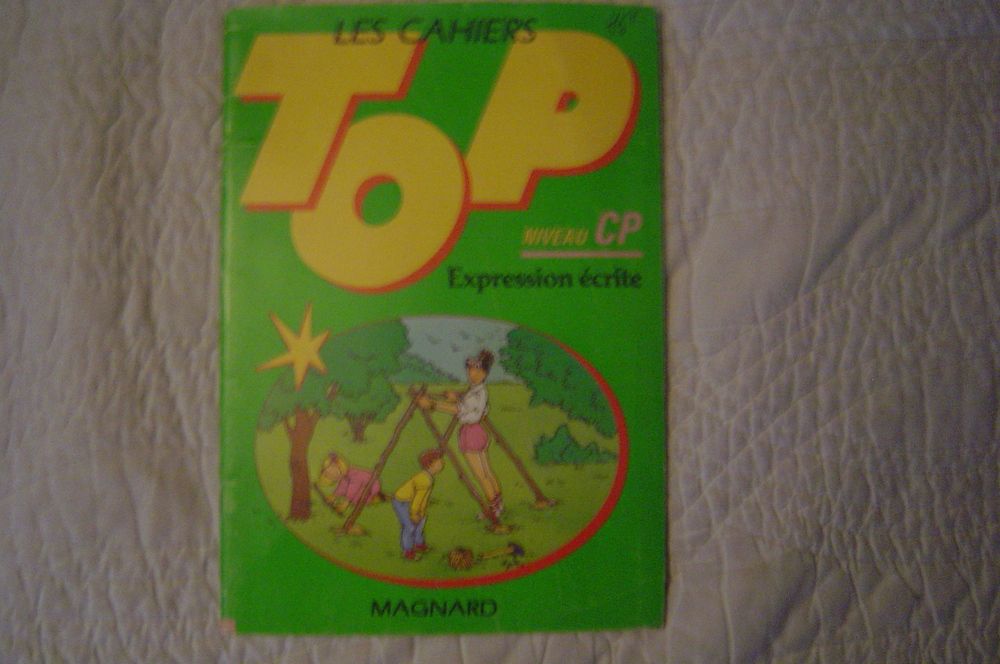 LES CAHIERS
TOP
NIVEAU CP
Expression écrite
MAGNARD